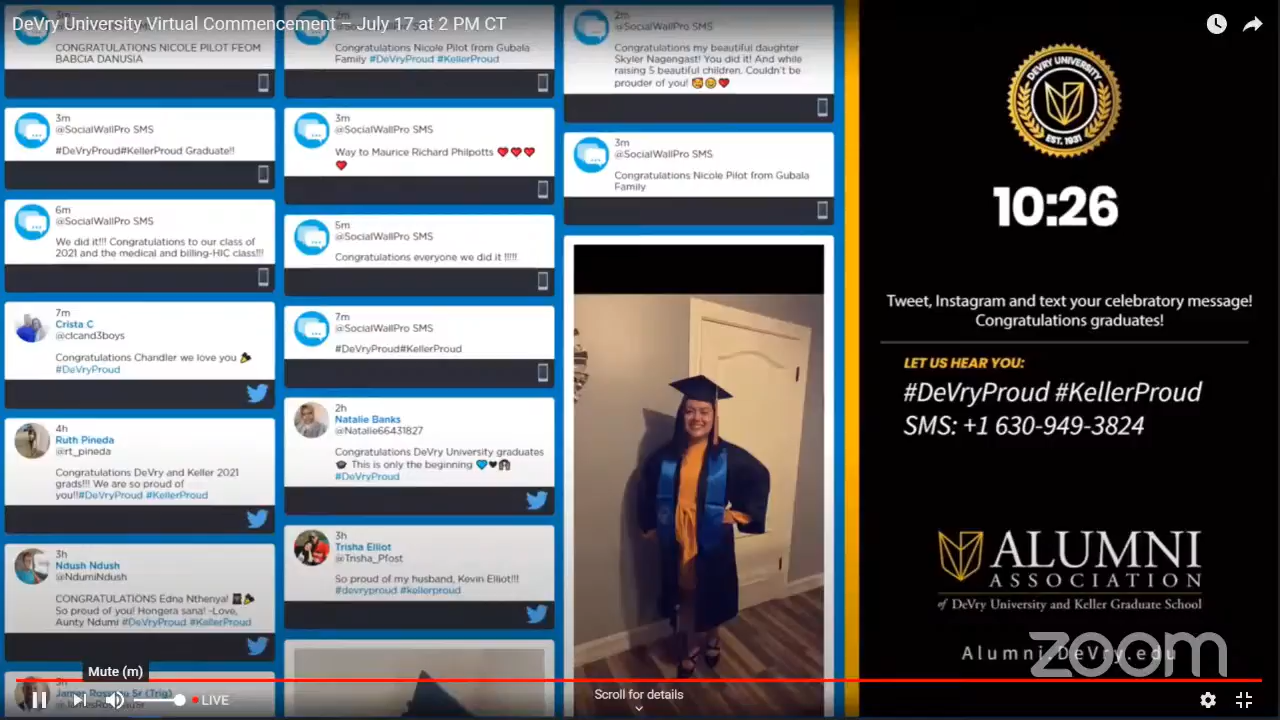 DeVry University Virtual Commencement – July 17 at 2 PM CT
@SocialWallPro SMS
CONGRATULATIONS NICOLE PILOT FEOM
BABCIA DANUSIA
3m
@SocialWallPro SMS
#DeVryProud#KellerProud Graduate!!
6m
@SocialWallPro SMS
We did it!!! Congratulations to our class of
2021 and the medical and billing-HIC class!!!
7m
Crista C
@clcand3boys
Congratulations Chandler we love you 🎉
#DeVryProud
4h
Ruth Pineda
@rt_pineda
Congratulations DeVry and Keller 2021
grads!!! We are so proud of
you!!#DeVryProud #KellerProud
3h
Ndush Ndush
@NdumiNdush
CONGRATULATIONS Edna Nthenya!
So proud of you! Hongera sana! -Love,
Aunty Ndumi #DeVryProud #KellerProud
Mute (m)
LIVE
2m
@SocialWallPro SMS
Congratulations Nicole Pilot from Gubala
Family #DeVryProud #KellerProud
3m
@SocialWallPro SMS
Way to Maurice Richard Philpotts ❤️❤️❤️
❤️
5m
@SocialWallPro SMS
Congratulations everyone we did it !!!!!
7m
@SocialWallPro SMS
#DeVryProud#KellerProud
2h
Natalie Banks
@Natalie66431827
Congratulations DeVry University graduates
🎓 This is only the beginning
#DeVryProud
3h
Trisha Elliot
@Trisha_Pfost
So proud of my husband, Kevin Elliot!!!
#devryproud #kellerproud
2m
@SocialWallPro SMS
Congratulations my beautiful daughter
Skyler Nagengast! You did it! And while
raising 5 beautiful children. Couldn't be
prouder of you!
3m
@SocialWallPro SMS
Congratulations Nicole Pilot from Gubala
Family
Scroll for details
DEVRY UNIVERSITY
EST. 1931
10:26
Tweet, Instagram and text your celebratory message!
Congratulations graduates!
LET US HEAR YOU:
#DeVryProud #KellerProud
SMS: +1 630-949-3824
ALUMNI
ASSOCIATION
of DeVry University and Keller Graduate School
Alumni.DeVry.edu
zoom